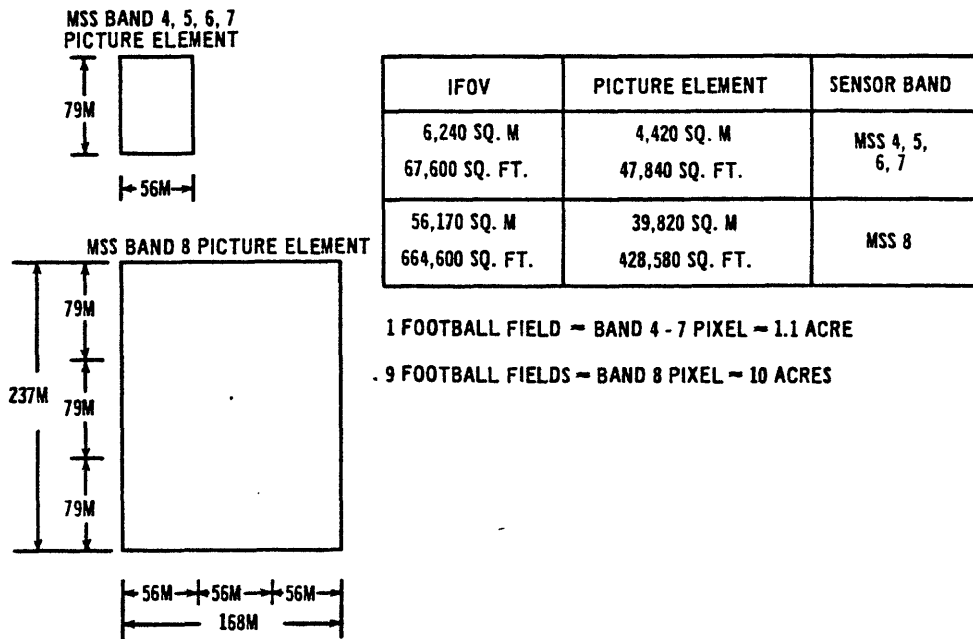 MSS BAND 4, 5, 6, 7
PICTURE ELEMENT
79M
56M
IFOV PICTURE ELEMENT SENSOR BAND
6,240 SQ. M 4,420 SQ. M MSS 4, 5,
67,600 SQ. FT. 47,840 SQ. FT. 6, 7
56,170 SQ. M 39,820 SQ. M MSS 8
664,600 SQ. FT. 428,580 SQ. FT.
MSS BAND 8 PICTURE ELEMENT
79M
237M
79M
79M
56M 56M 56M
168M
1 FOOTBALL FIELD ≈ BAND 4 - 7 PIXEL ≈ 1.1 ACRE
9 FOOTBALL FIELDS ≈ BAND 8 PIXEL ≈ 10 ACRES